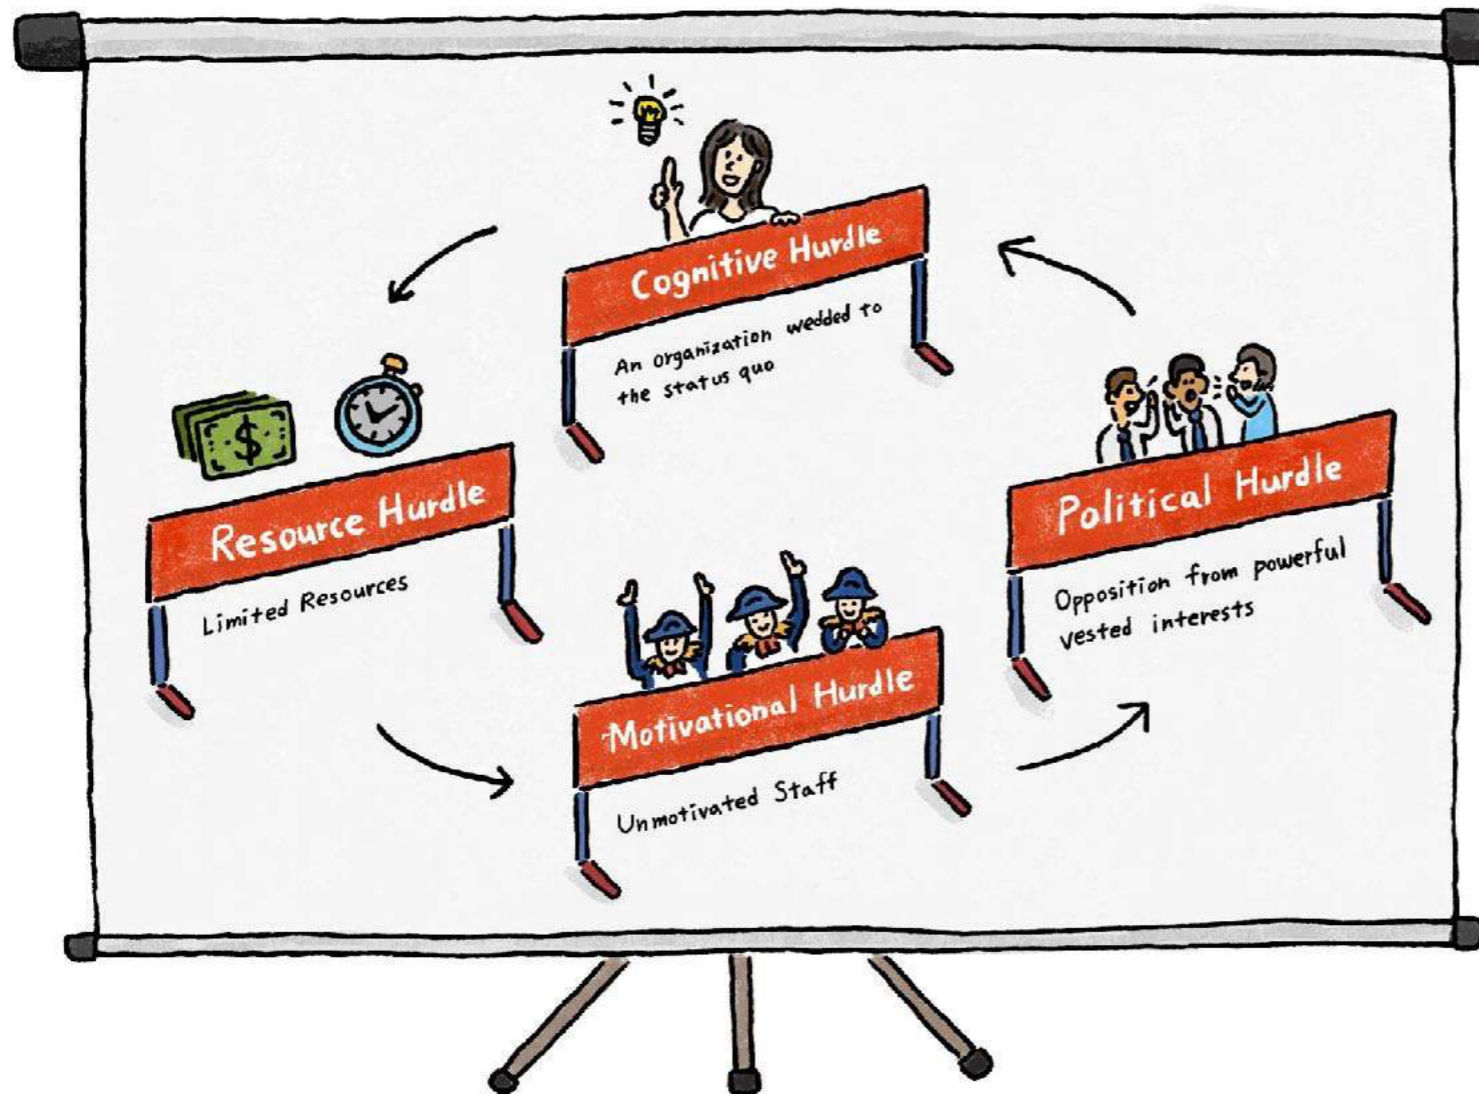 Cognitive Hurdle
An organization wedded to
the status quo
Resource Hurdle
Limited Resources
$
Motivational Hurdle
Unmotivated Staff
Political Hurdle
Opposition from powerful
vested interests